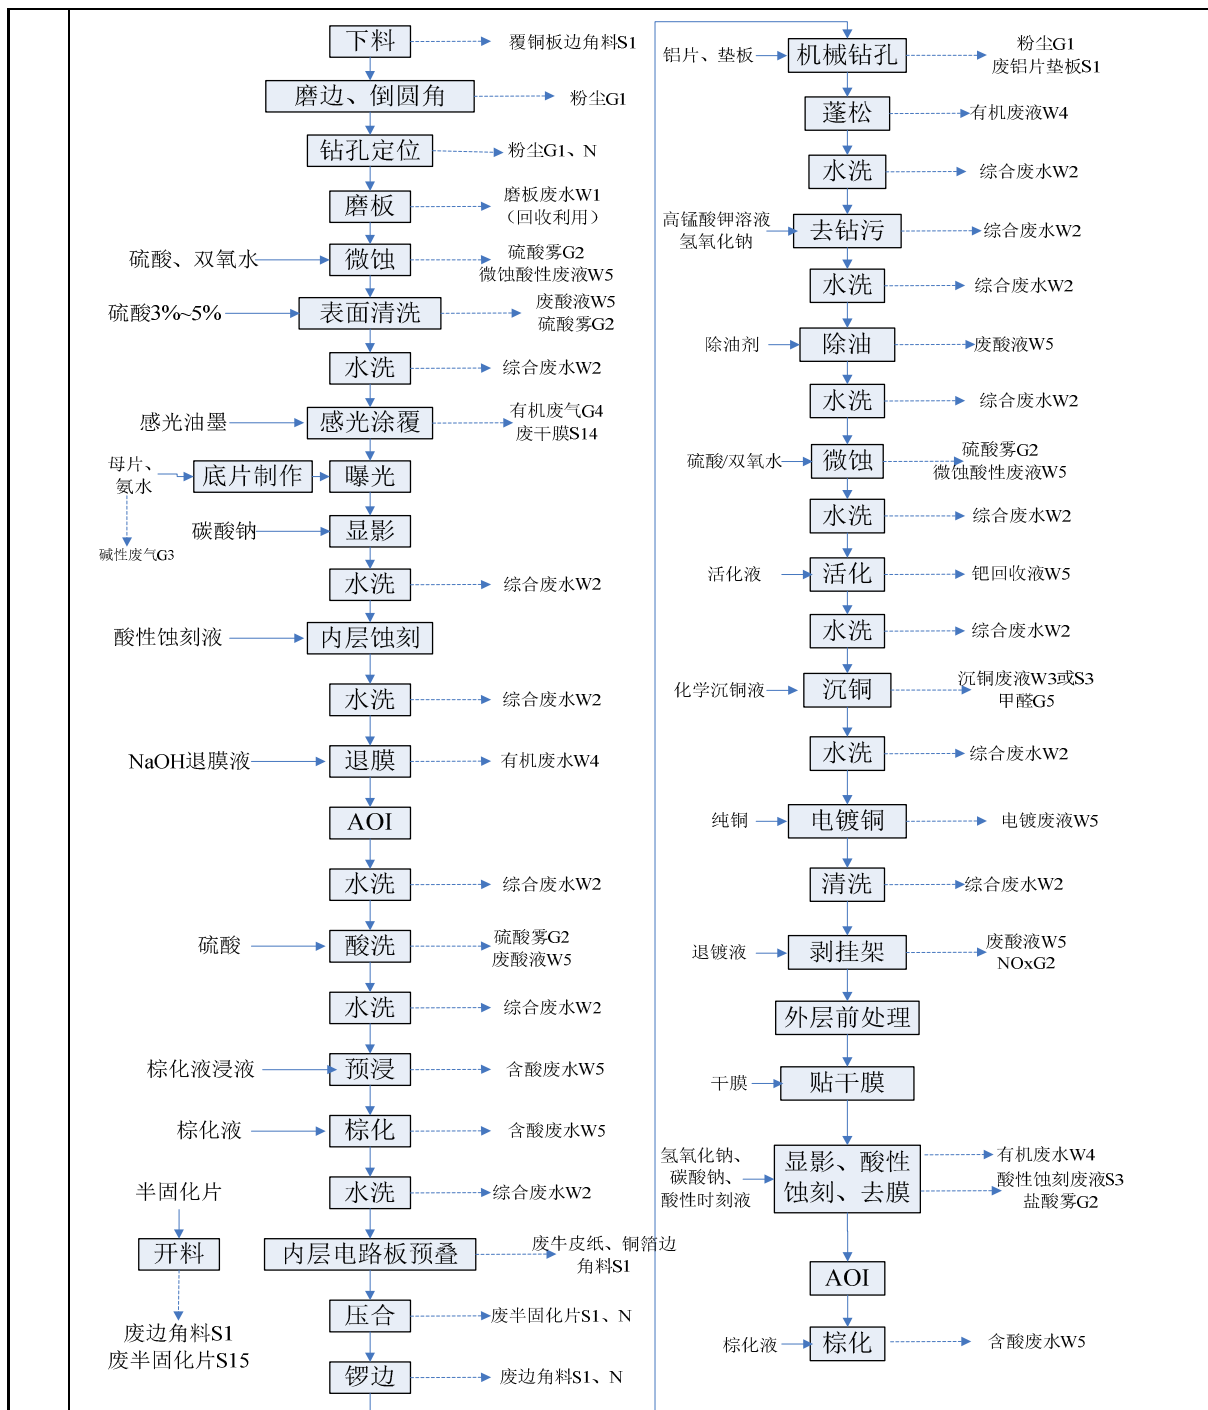 下料
覆铜板边角料S1
磨边、倒圆角
粉尘G1
钻孔定位
粉尘G1、N
磨板
磨板废水W1
（回收利用）
硫酸、双氧水
微蚀
硫酸雾G2
微蚀酸性废液W5
硫酸3%~5%
表面清洗
废酸液W5
硫酸雾G2
水洗
综合废水W2
感光油墨
感光涂覆
有机废气G4
废干膜S14
母片、
氨水
底片制作
曝光
碱性废气G3
碳酸钠
显影
水洗
综合废水W2
酸性蚀刻液
内层蚀刻
水洗
综合废水W2
NaOH退膜液
退膜
有机废水W4
AOI
水洗
综合废水W2
硫酸
酸洗
硫酸雾G2
废酸液W5
水洗
综合废水W2
棕化液浸液
预浸
含酸废水W5
棕化液
棕化
含酸废水W5
水洗
综合废水W2
半固化片
开料
废边角料S1
废半固化片S15
内层电路板预叠
废牛皮纸、铜箔边
角料S1
压合
废半固化片S1、N
锣边
废边角料S1、N
铝片、垫板
机械钻孔
粉尘G1
废铝片垫板S1
蓬松
有机废液W4
水洗
综合废水W2
高锰酸钾溶液
氢氧化钠
去钻污
综合废水W2
水洗
综合废水W2
除油剂
除油
废酸液W5
水洗
综合废水W2
硫酸/双氧水
微蚀
硫酸雾G2
微蚀酸性废液W5
水洗
综合废水W2
活化液
活化
钯回收液W5
水洗
综合废水W2
化学沉铜液
沉铜
沉铜废液W3或S3
甲醛G5
水洗
综合废水W2
纯铜
电镀铜
电镀废液W5
清洗
综合废水W2
退镀液
剥挂架
废酸液W5
NOxG2
外层前处理
干膜
贴干膜
氢氧化钠、
碳酸钠、
酸性时刻液
显影、酸性
蚀刻、去膜
有机废水W4
酸性蚀刻废液S3
盐酸雾G2
AOI
棕化液
棕化
含酸废水W5